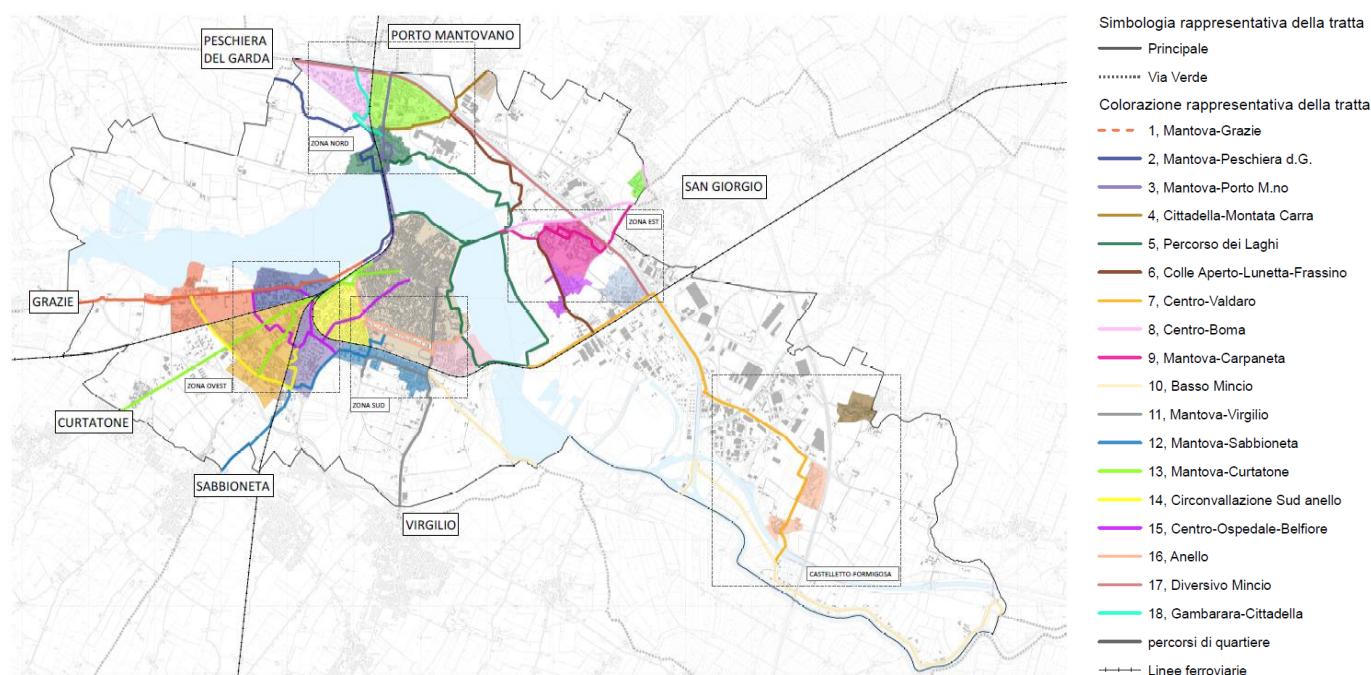 PESCHIERA
DEL GARDA
PORTO MANTOVANO
ZONA NORD
SAN GIORGIO
ZONA EST
GRAZIE
ZONA OVEST
CURTATONE
ZONA SUD
SABBIONETA
VIRGILIO
CASTELLETTO-FORMIGOSA
Simbologia rappresentativa della tratta
Principale
Via Verde
Colorazione rappresentativa della tratta
1, Mantova-Grazie
2, Mantova-Peschiera d.G.
3, Mantova-Porto M.no
4, Cittadella-Montata Carra
5, Percorso dei Laghi
6, Colle Aperto-Lunetta-Frassino
7, Centro-Valdaro
8, Centro-Boma
9, Mantova-Carpaneta
10, Basso Mincio
11, Mantova-Virgilio
12, Mantova-Sabbioneta
13, Mantova-Curtatone
14, Circonvallazione Sud anello
15, Centro-Ospedale-Belfiore
16, Anello
17, Diversivo Mincio
18, Gambarara-Cittadella
percorsi di quartiere
Linee ferroviarie